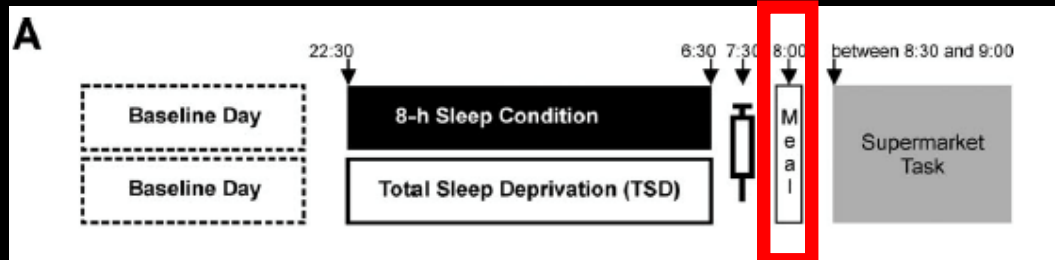 A
22:30 6:30 7:30 8:00 between 8:30 and 9:00
Baseline Day
8-h Sleep Condition
Baseline Day
Total Sleep Deprivation (TSD)
Meal
Supermarket
Task